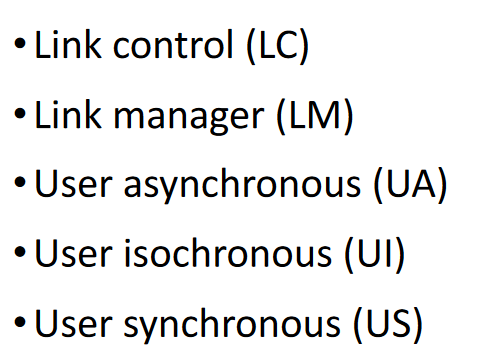 • Link control (LC)
• Link manager (LM)
• User asynchronous (UA)
• User isochronous (UI)
• User synchronous (US)